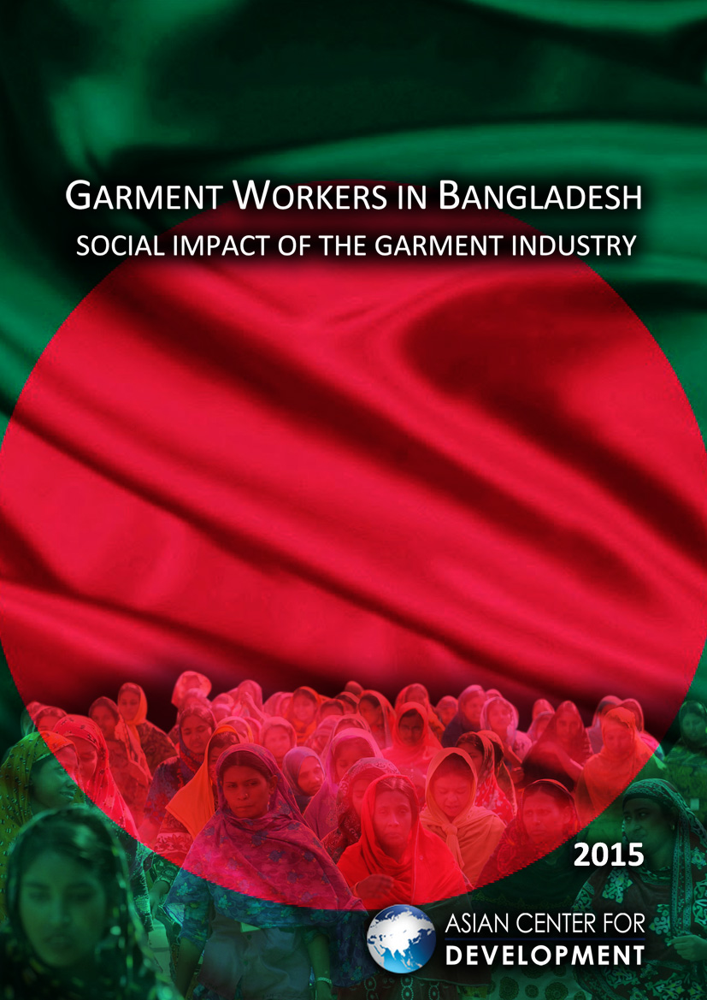 GARMENT WORKERS IN BANGLADESH
SOCIAL IMPACT OF THE GARMENT INDUSTRY
2015
ASIAN CENTER FOR
DEVELOPMENT